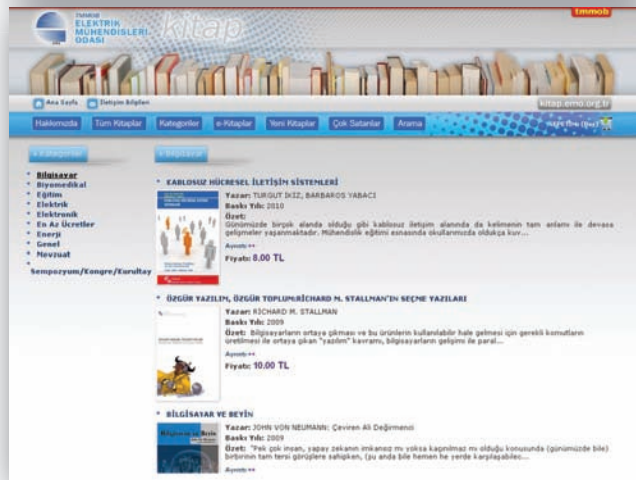 tmmob
TMMOB
ELEKTRİK
MÜHENDİSLERİ
ODASI
kitap
Ana Sayfa İletişim Bilgileri
kitap.emo.org.tr
Hakkımızda Tüm Kitaplar Kategoriler e-Kitaplar Yeni Kitaplar Çok Satanlar Arama
Kategoriler
Bilgisayar
Biyomedikal
Eğitim
Elektrik
Elektronik
En Az Ücretler
Enerji
Genel
Mevzuat
Sempozyum/Kongre/Kurultay
Bilgisayar
KABLOSUZ HÜCRESEL İLETİŞİM SİSTEMLERİ
Yazar: TURGUT İKİZ, BARBAROS YABACI
Baskı Yılı: 2010
Özet:
Günümüzde birçok alanda olduğu gibi kablosuz iletişim alanında da kelimenin tam anlamı ile devasa
gelişmeler yaşanmaktadır. Mühendislik eğitimi esnasında okullarımızda oldukça kuv...
Ayrıntı >>
Fiyatı: 8.00 TL
ÖZGÜR YAZILIM, ÖZGÜR TOPLUM:RİCHARD M. STALLMAN'IN SEÇME YAZILARI
Yazar: RİCHARD M. STALLMAN
Baskı Yılı: 2009
Özet: Bilgisayarların ortaya çıkması ve bu ürünlerin kullanılabilir hale gelmesi için gerekli komutların
üretilmesi ile ortaya çıkan "yazılım" kavramı, bilgisayarların gelişimi ile paral...
Ayrıntı >>
Fiyatı: 10.00 TL
BİLGİSAYAR VE BEYİN
Yazar: JOHN VON NEUMANN: Çeviren Ali Değirmenci
Baskı Yılı: 2009
Özet: "Pek çok insan, yapay zekanın imkansız mı yoksa kaçınılmaz mı olduğu konusunda (günümüzde bile)
birbirinin tam tersi görüşlere sahipken, (şu anda bile hemen he yerde karşılaşabilec...
Ayrıntı >>
Bilgisayar ve Beyin